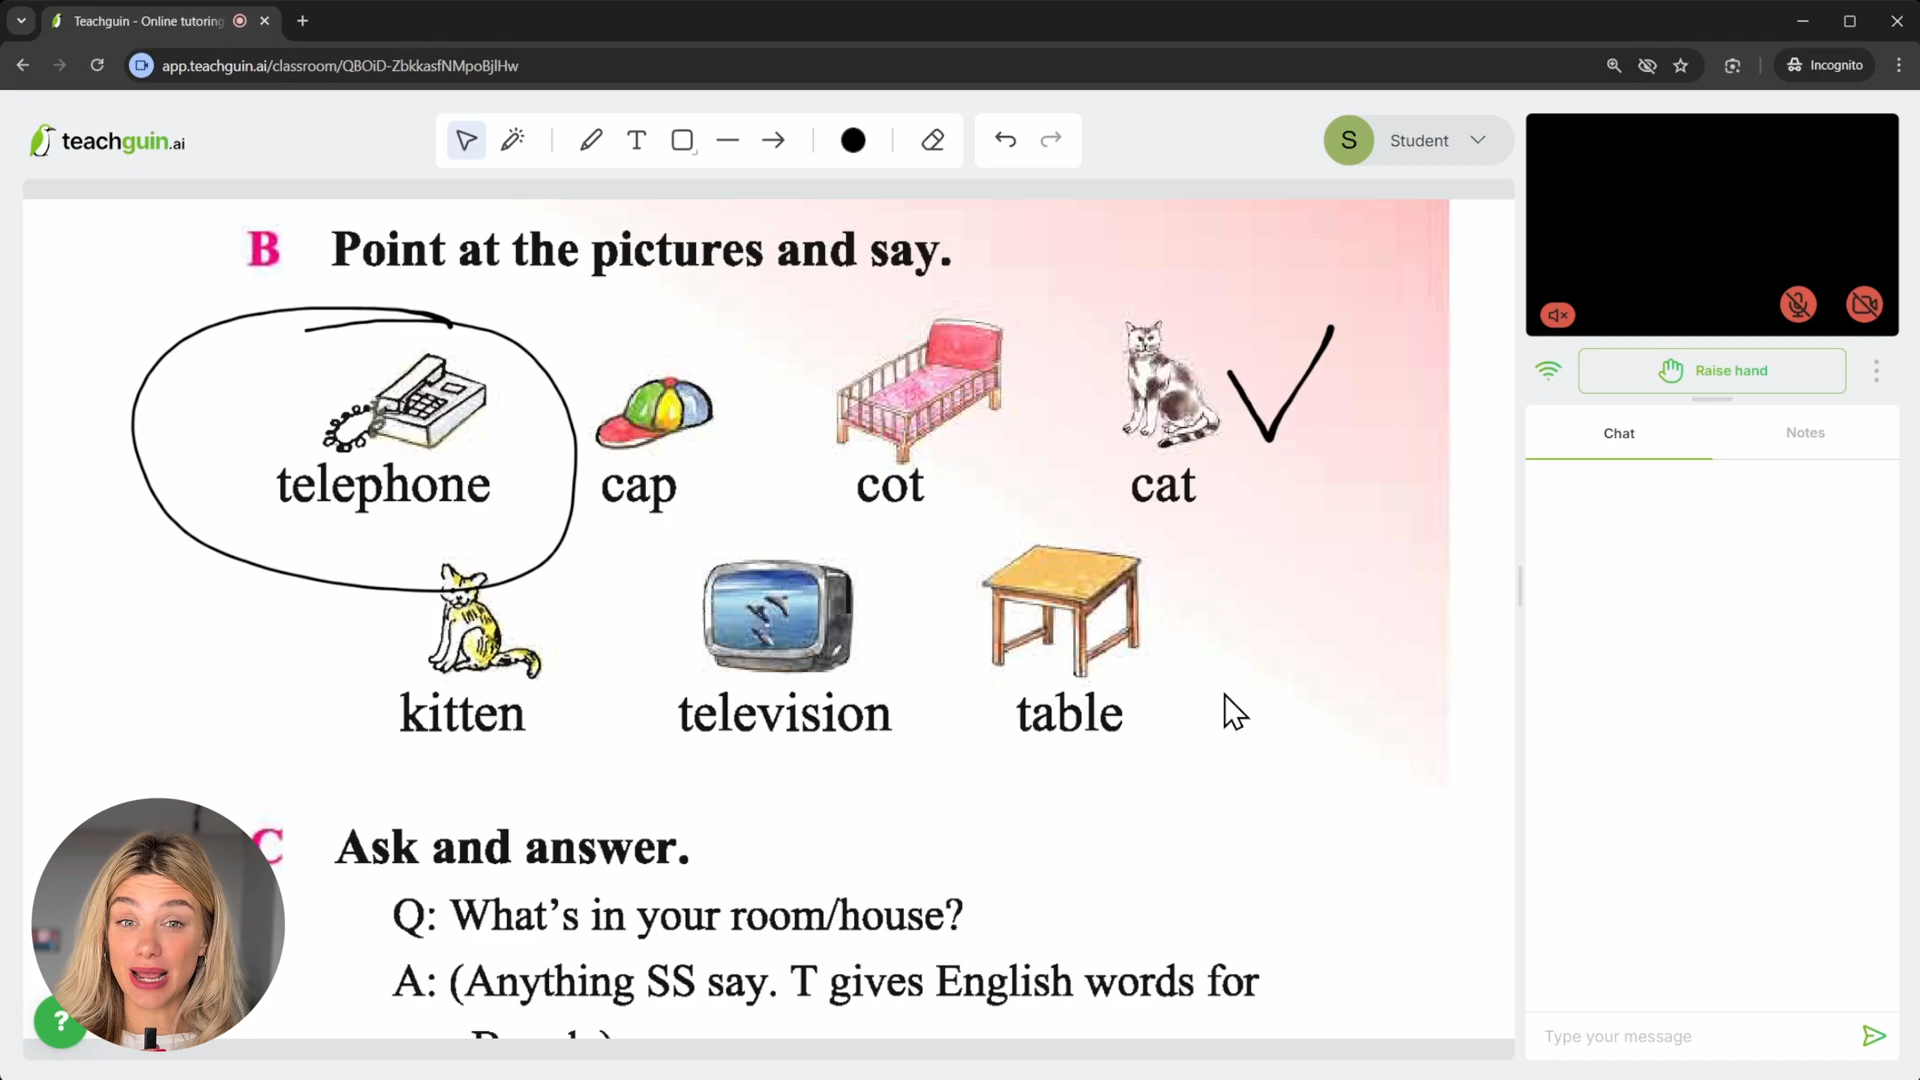 Teachguin - Online tutoring
app.teachguin.ai/classroom/QBOiD-ZbkkasfNMpoBjlHw
Incognito
teachguin.ai
T
S
Student
B Point at the pictures and say.
telephone
cap
cot
cat
kitten
television
table
C Ask and answer.
Q: What's in your room/house?
A: (Anything SS say. T gives English words for
?
Raise hand
Chat
Notes
Type your message